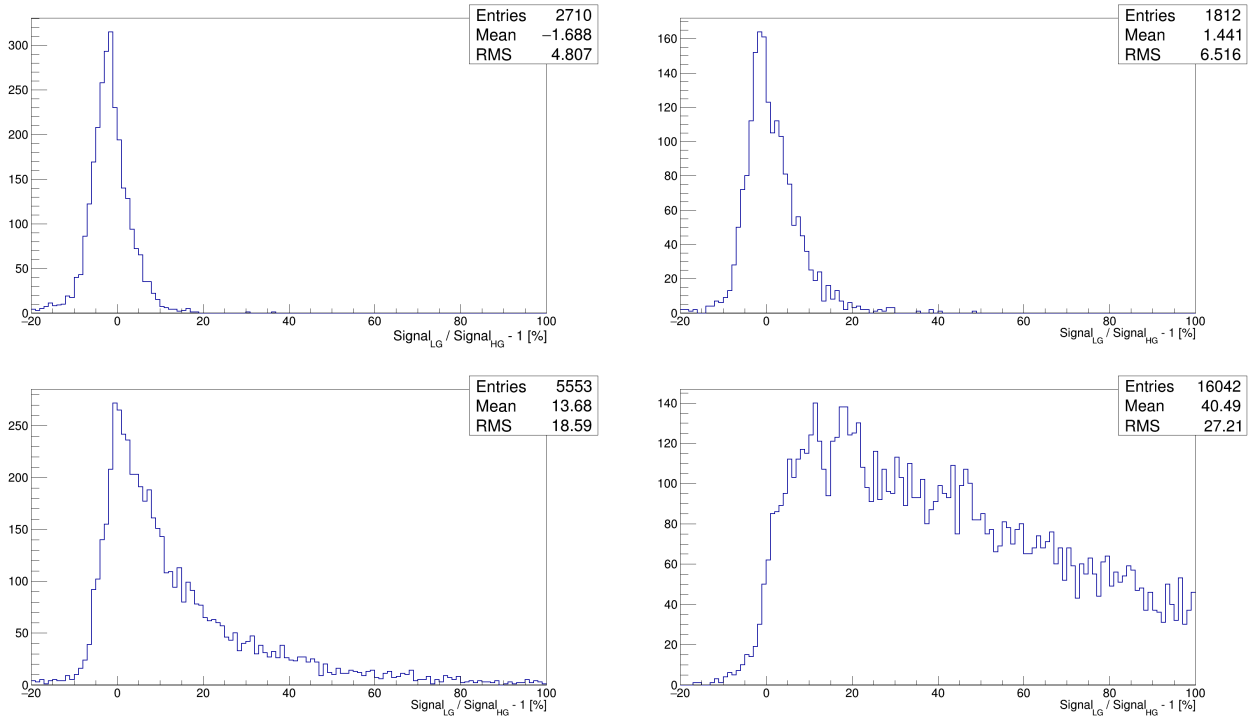 Entries 2710
Mean −1.688
RMS 4.807
300
250
200
150
100
50
0
−20 0 20 40 60 80 100
Signal_LG / Signal_HG - 1 [%]
Entries 1812
Mean 1.441
RMS 6.516
160
140
120
100
80
60
40
20
0
−20 0 20 40 60 80 100
Signal_LG / Signal_HG - 1 [%]
Entries 5553
Mean 13.68
RMS 18.59
250
200
150
100
50
0
−20 0 20 40 60 80 100
Signal_LG / Signal_HG - 1 [%]
Entries 16042
Mean 40.49
RMS 27.21
140
120
100
80
60
40
20
0
−20 0 20 40 60 80 100
Signal_LG / Signal_HG - 1 [%]